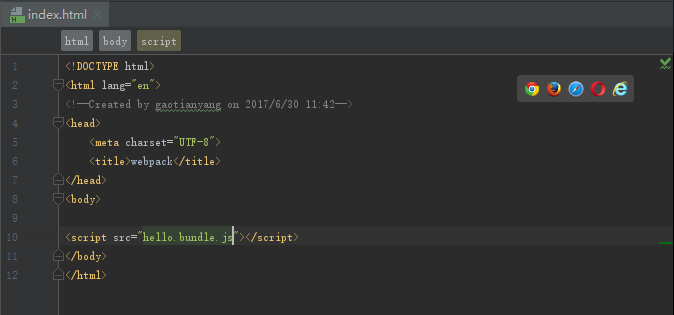 index.html
html body script
1 <!DOCTYPE html>
2 <html lang="en">
3 <!--Created by gaotianyang on 2017/6/30 11:42-->
4 <head>
5 <meta charset="UTF-8">
6 <title>webpack</title>
7 </head>
8 <body>
9
10 <script src="hello.bundle.js"></script>
11 </body>
12 </html>